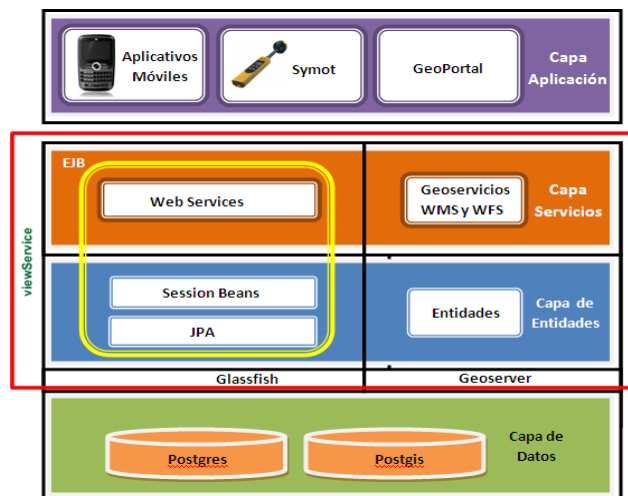 Aplicativos
Móviles
Symot
GeoPortal
Capa
Aplicación
viewService
EJB
Web Services
Geoservicios
WMS y WFS
Capa
Servicios
Session Beans
JPA
Entidades
Capa de
Entidades
Glassfish
Geoserver
Postgres
Postgis
Capa de
Datos